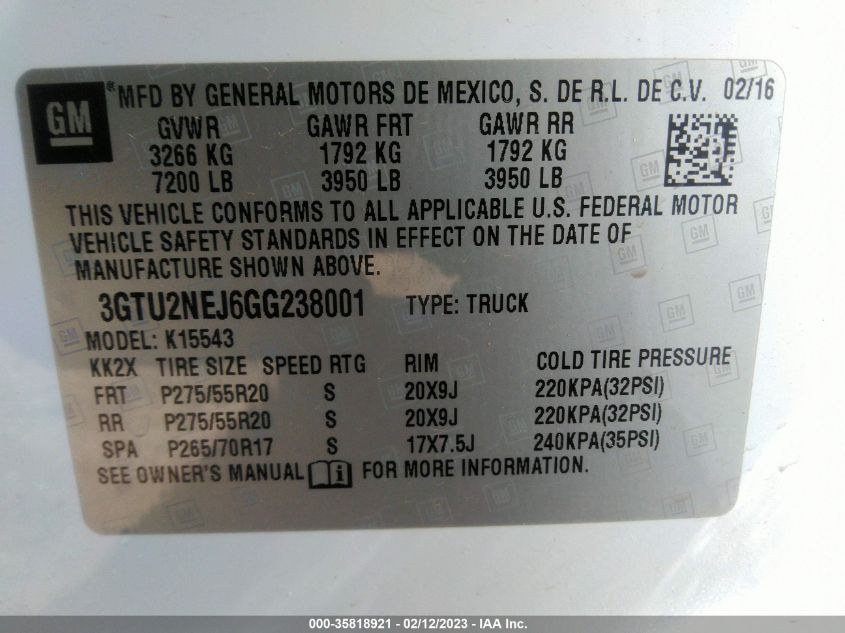 GM
® MFD BY GENERAL MOTORS DE MEXICO, S. DE R.L. DE C.V. 02/16
GVWR GAWR FRT GAWR RR
3266 KG 1792 KG 1792 KG
7200 LB 3950 LB 3950 LB
THIS VEHICLE CONFORMS TO ALL APPLICABLE U.S. FEDERAL MOTOR
VEHICLE SAFETY STANDARDS IN EFFECT ON THE DATE OF
MANUFACTURE SHOWN ABOVE.
3GTU2NEJ6GG238001 TYPE: TRUCK
MODEL: K15543
KK2X TIRE SIZE SPEED RTG RIM COLD TIRE PRESSURE
FRT P275/55R20 S 20X9J 220KPA(32PSI)
RR P275/55R20 S 20X9J 220KPA(32PSI)
SPA P265/70R17 S 17X7.5J 240KPA(35PSI)
SEE OWNER'S MANUAL i FOR MORE INFORMATION.
000-35818921 - 02/12/2023 - IAA Inc.